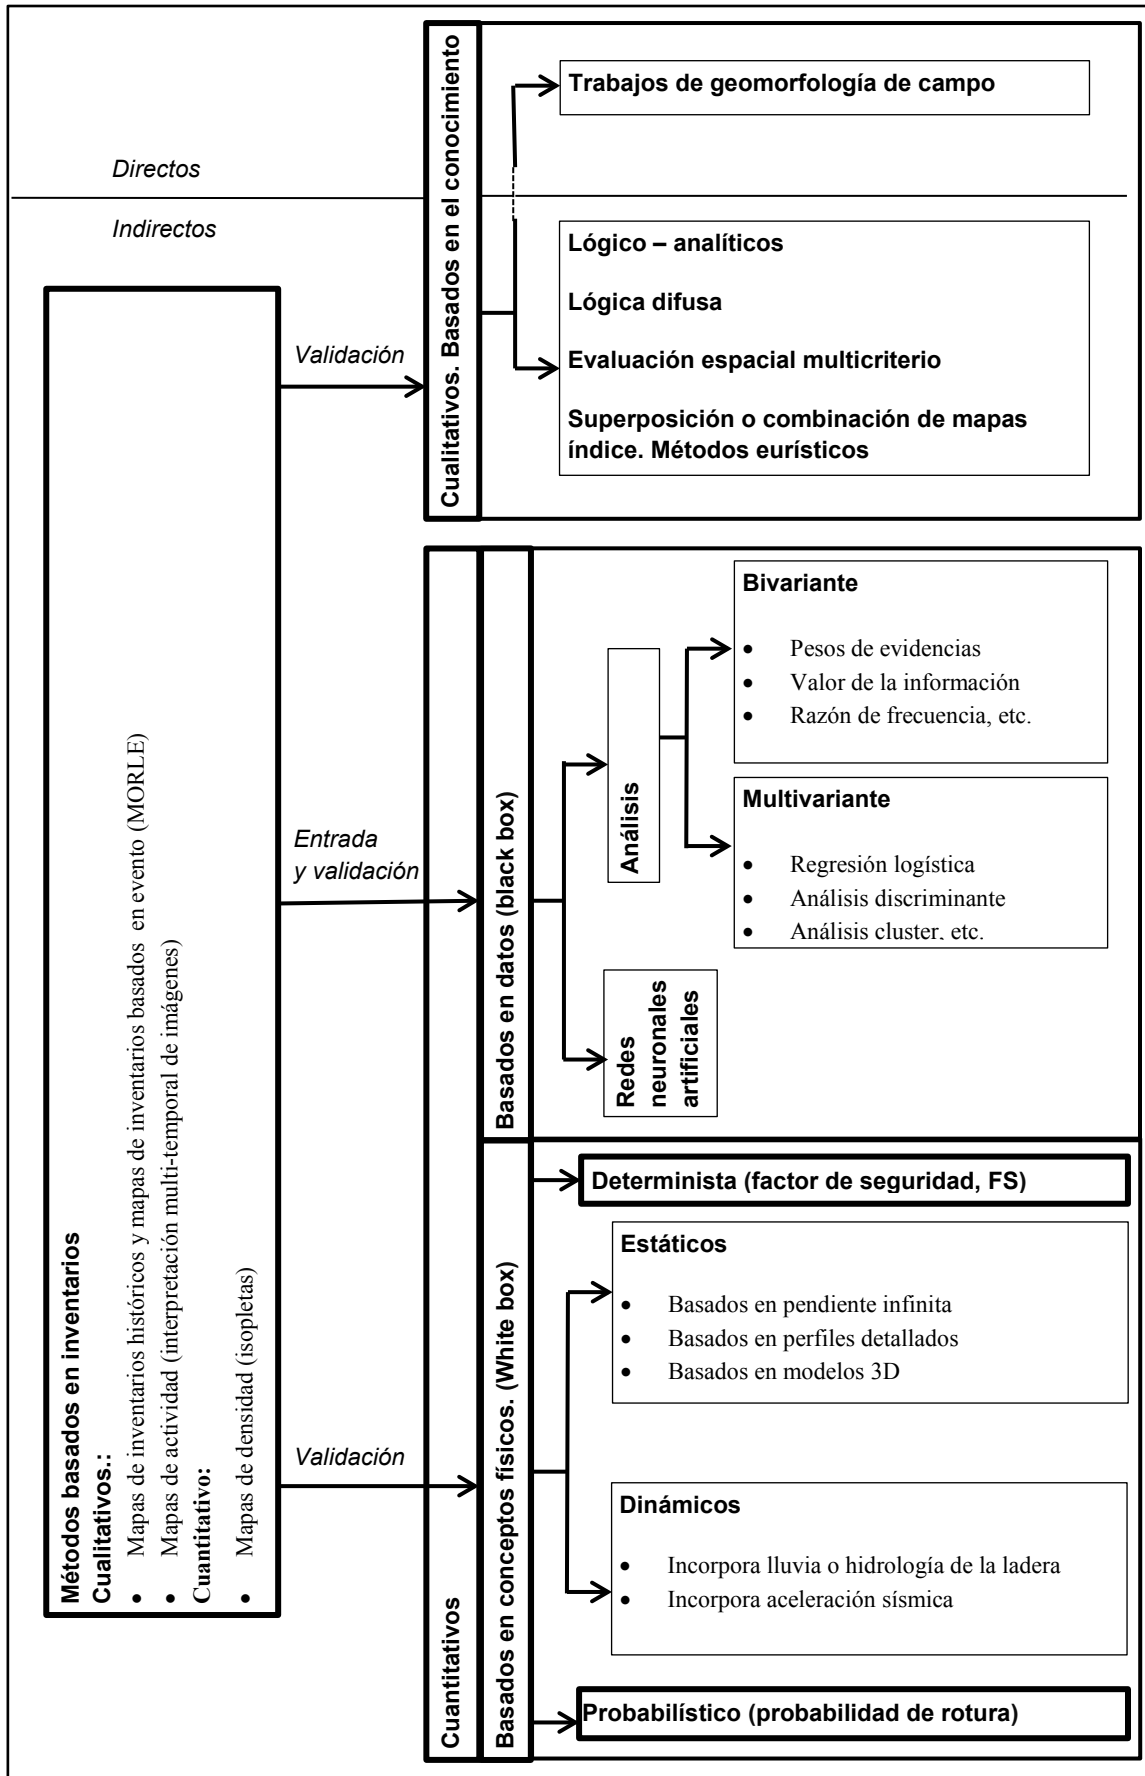 Directos
Indirectos
Métodos basados en inventarios
Cualitativos.:
• Mapas de inventarios históricos y mapas de inventarios basados en evento (MORLE)
• Mapas de actividad (interpretación multi-temporal de imágenes)
Cuantitativo:
• Mapas de densidad (isopletas)
Validación
Entrada
y validación
Validación
Cualitativos. Basados en el conocimiento
Trabajos de geomorfología de campo
Lógico – analíticos
Lógica difusa
Evaluación espacial multicriterio
Superposición o combinación de mapas
índice. Métodos eurísticos
Cuantitativos
Basados en datos (black box)
Análisis
Bivariante
• Pesos de evidencias
• Valor de la información
• Razón de frecuencia, etc.
Multivariante
• Regresión logística
• Análisis discriminante
• Análisis cluster, etc.
Redes
neuronales
artificiales
Basados en conceptos físicos. (White box)
Determinista (factor de seguridad, FS)
Estáticos
• Basados en pendiente infinita
• Basados en perfiles detallados
• Basados en modelos 3D
Dinámicos
• Incorpora lluvia o hidrología de la ladera
• Incorpora aceleración sísmica
Probabilístico (probabilidad de rotura)